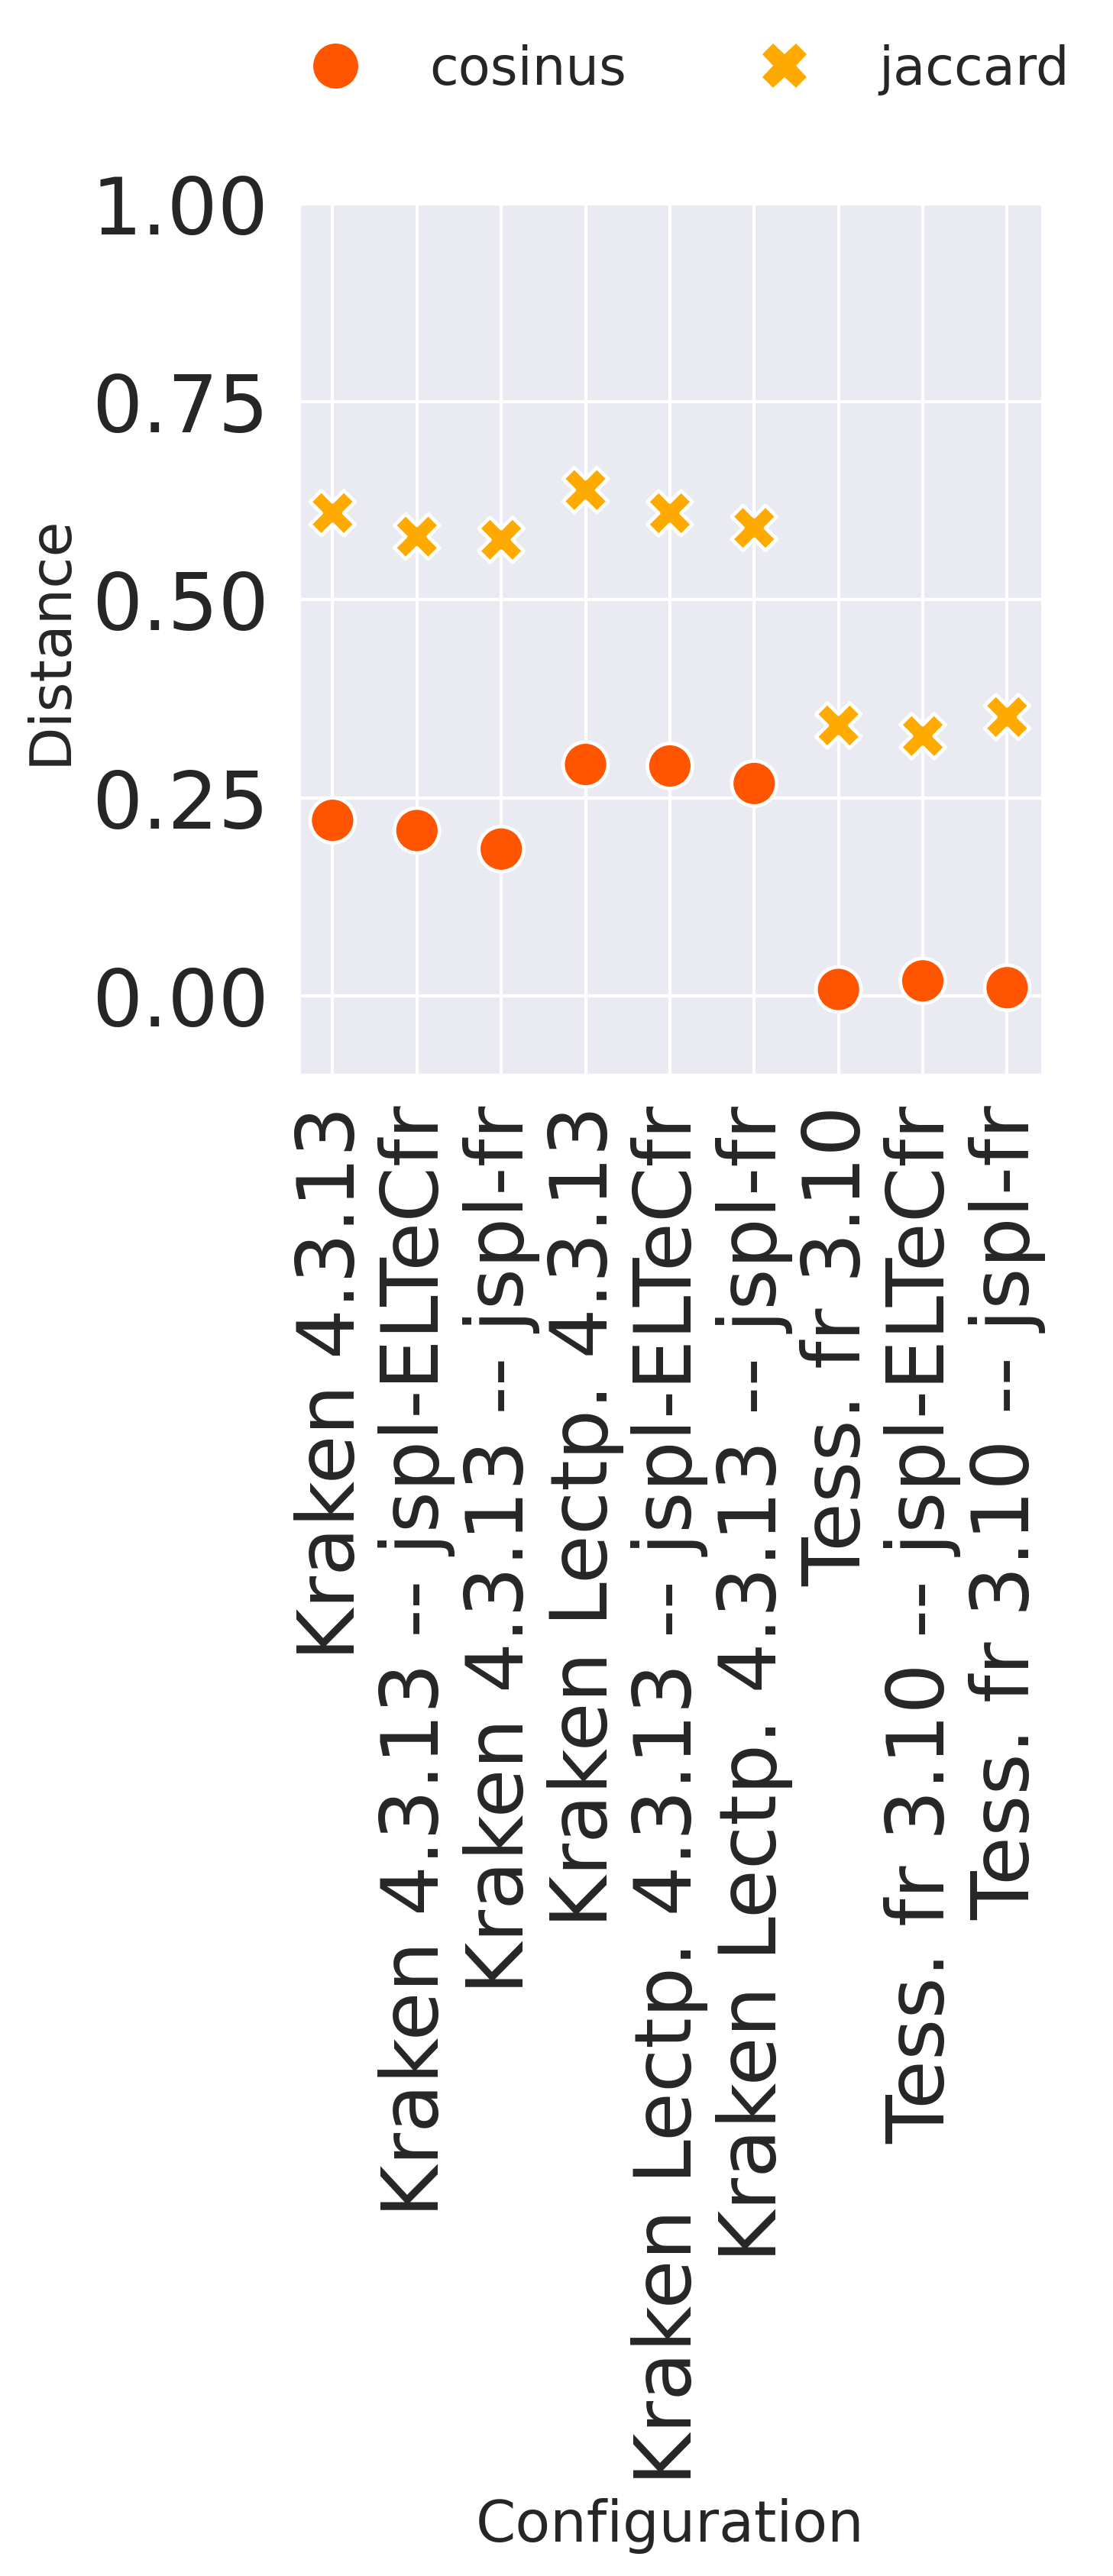 cosinus jaccard
1.00
0.75
0.50
0.25
0.00
Distance
Kraken 4.3.13
Kraken 4.3.13 -- jspl-ELTeCfr
Kraken 4.3.13 -- jspl-fr
Kraken Lectp. 4.3.13
Kraken Lectp. 4.3.13 -- jspl-ELTeCfr
Kraken Lectp. 4.3.13 -- jspl-fr
Tess. fr 3.10
Tess. fr 3.10 -- jspl-ELTeCfr
Tess. fr 3.10 -- jspl-fr
Configuration